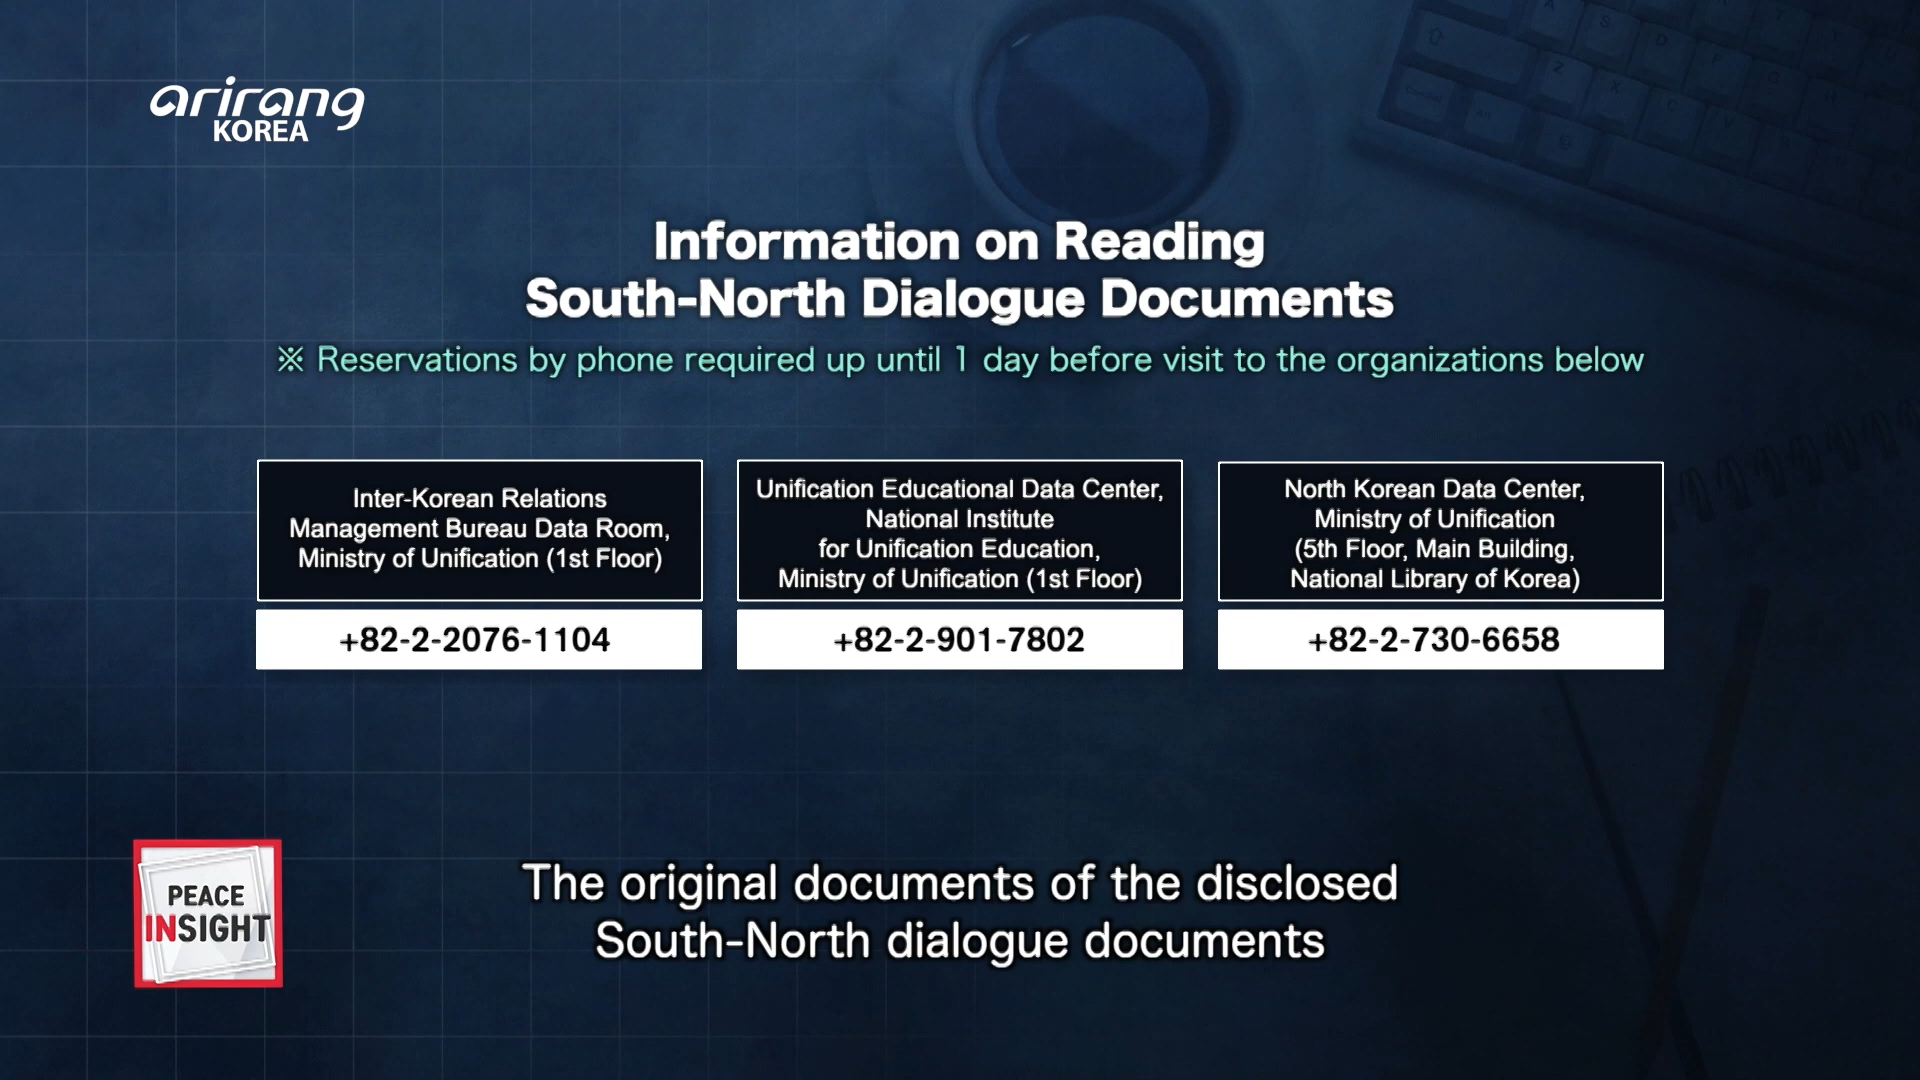 arirang
KOREA
Information on Reading
South-North Dialogue Documents
※ Reservations by phone required up until 1 day before visit to the organizations below
Inter-Korean Relations
Management Bureau Data Room,
Ministry of Unification (1st Floor)
+82-2-2076-1104
Unification Educational Data Center,
National Institute
for Unification Education,
Ministry of Unification (1st Floor)
+82-2-901-7802
North Korean Data Center,
Ministry of Unification
(5th Floor, Main Building,
National Library of Korea)
+82-2-730-6658
PEACE
INSIGHT
The original documents of the disclosed
South-North dialogue documents